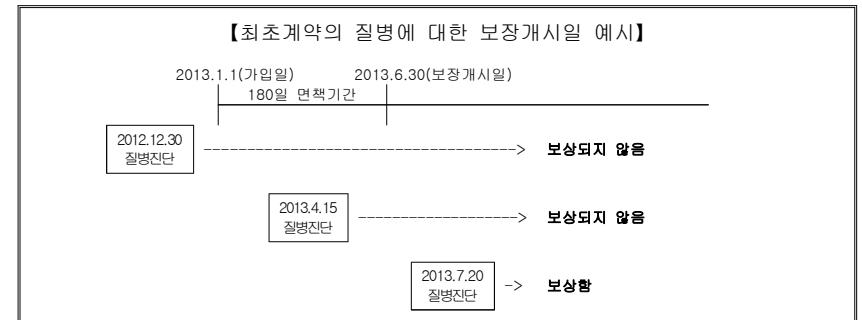 【최초계약의 질병에 대한 보장개시일 예시】
2013.1.1(가입일) 2013.6.30(보장개시일)
180일 면책기간
2012.12.30
질병진단
보상되지 않음
2013.4.15
질병진단
보상되지 않음
2013.7.20
질병진단
보상함